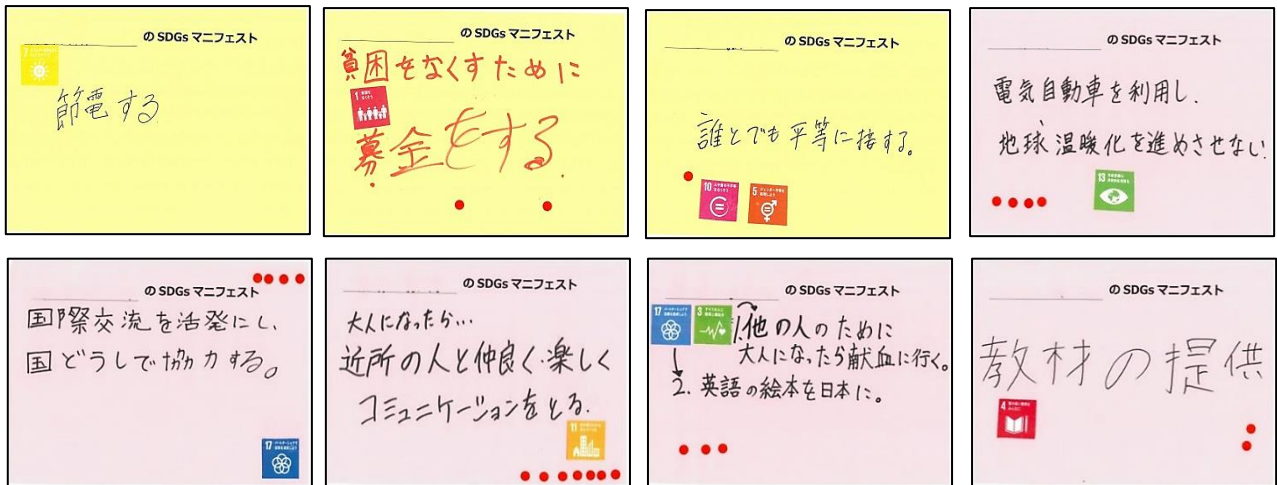 のSDGsマニフェスト
7
節電する
のSDGsマニフェスト
貧困をなくすために
1
募金をする.
のSDGsマニフェスト
誰とでも平等に接する。
10
5
のSDGsマニフェスト
電気自動車を利用し、
地球温暖化を進めさせない.
13
のSDGsマニフェスト
国際交流を活発にし、
国どうしで協力する。
17
のSDGsマニフェスト
大人になったら…
近所の人と仲良く楽しく
コミュニケーションをとる.
11
のSDGsマニフェスト
17
3
1.他の人のために
大人になったら献血に行く。
2. 英語の絵本を日本に。
のSDGsマニフェスト
教材の提供
4